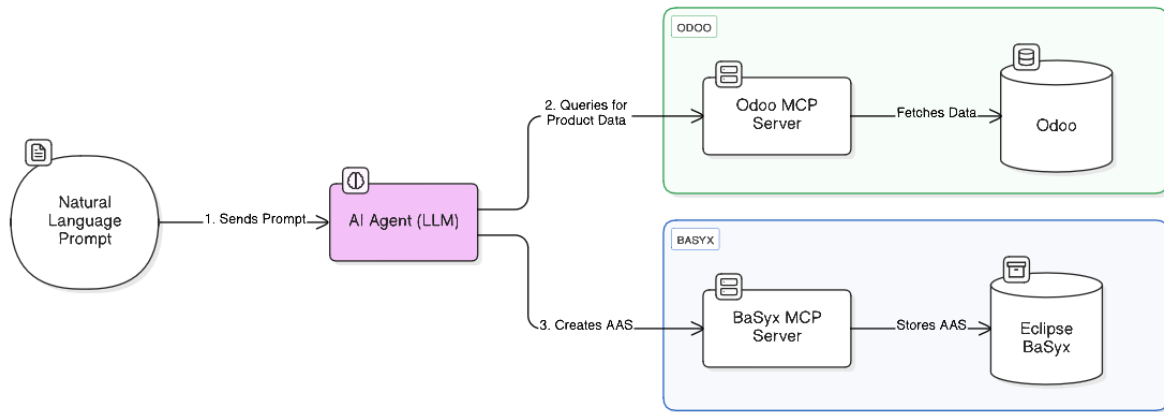 ODOO
Odoo MCP
Server
Fetches Data
Odoo
2. Queries for
Product Data
Natural
Language
Prompt
1. Sends Prompt
AI Agent (LLM)
BASYX
3. Creates AAS
BaSyx MCP
Server
Stores AAS
Eclipse
BaSyx